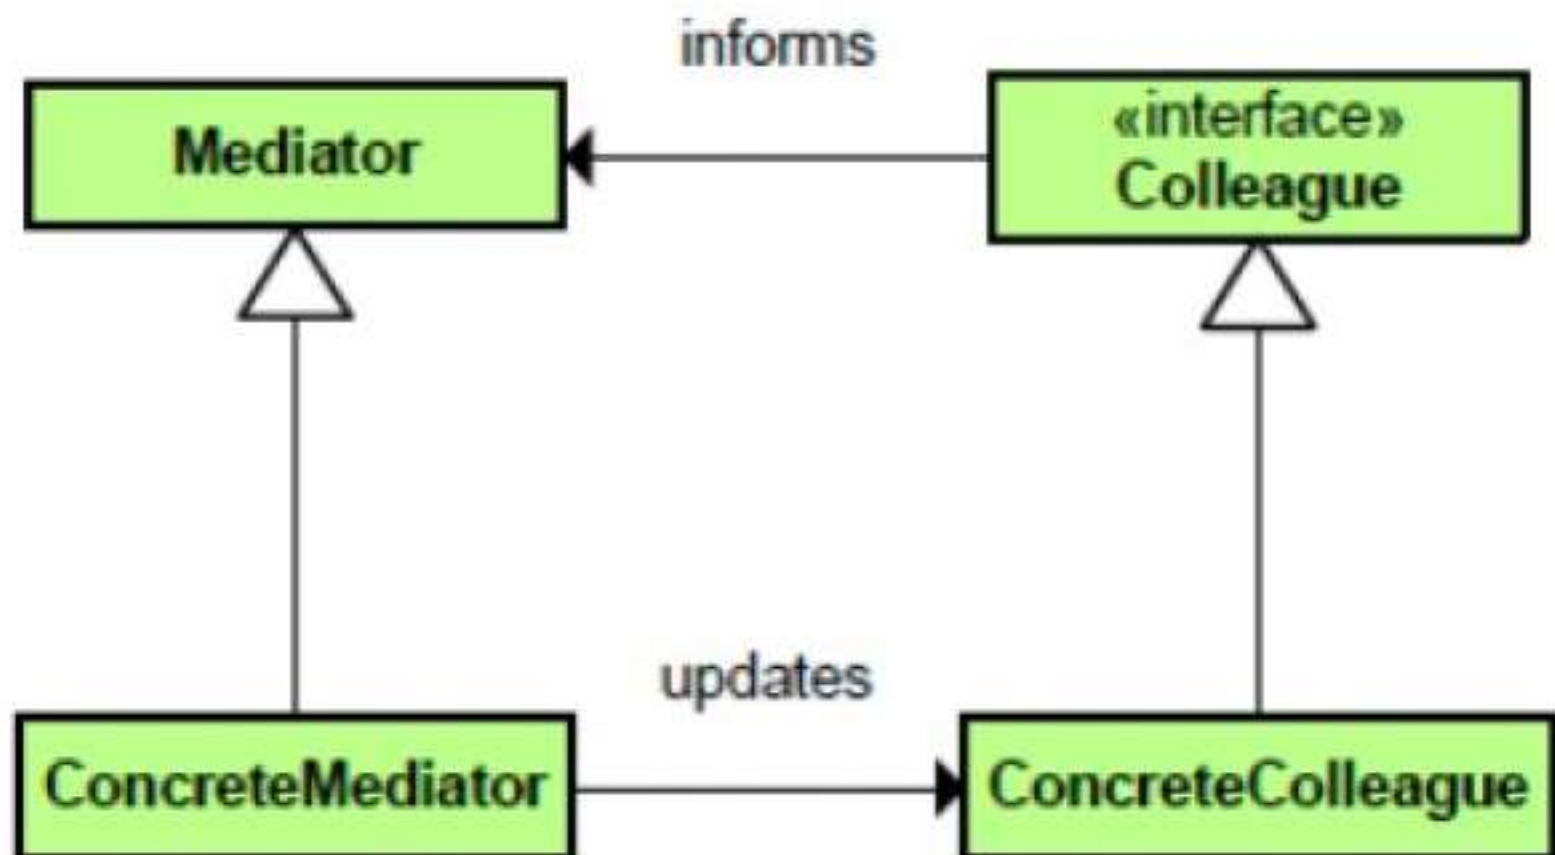 informs
Mediator
«interface»
Colleague
updates
ConcreteMediator
ConcreteColleague